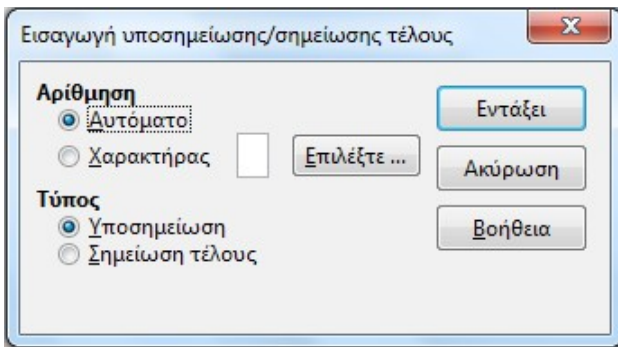 Εισαγωγή υποσημείωσης/σημείωσης τέλους
Αρίθμηση
Αυτόματο
Χαρακτήρας
Επιλέξτε ...
Τύπος
Υποσημείωση
Σημείωση τέλους
Εντάξει
Ακύρωση
Βοήθεια